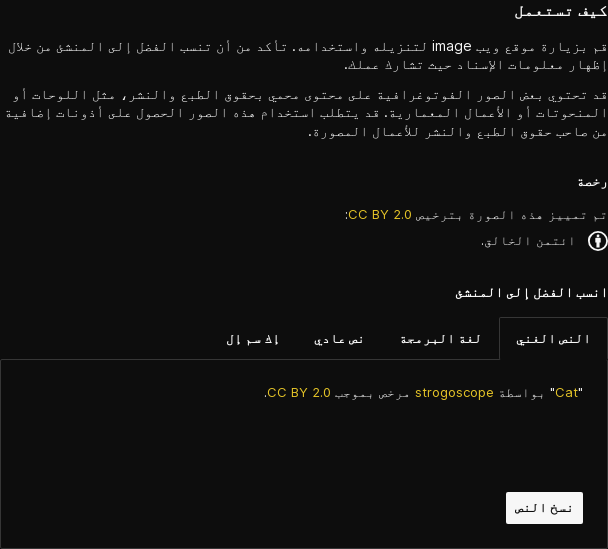 كيف تستعمل
قم بزيارة موقع ويب image لتنزيله واستخدامه. تأكد من أن تنسب الفضل إلى المنشئ من خلال
إظهار معلومات الإسناد حيث تشارك عملك.
قد تحتوي بعض الصور الفوتوغرافية على محتوى محمي بحقوق الطبع والنشر، مثل اللوحات أو
المنحوتات أو الأعمال المعمارية. قد يتطلب استخدام هذه الصور الحصول على أذونات إضافية
من صاحب حقوق الطبع والنشر للأعمال المصورة.
رخصة
تم تمييز هذه الصورة بترخيص CC BY 2.0:
ائتمن الخالق.
انسب الفضل إلى المنشئ
النص الغني لغة البرمجة نص عادي إك سم إل
"Cat" بواسطة strogoscope مرخص بموجب CC BY 2.0.
نسخ النص